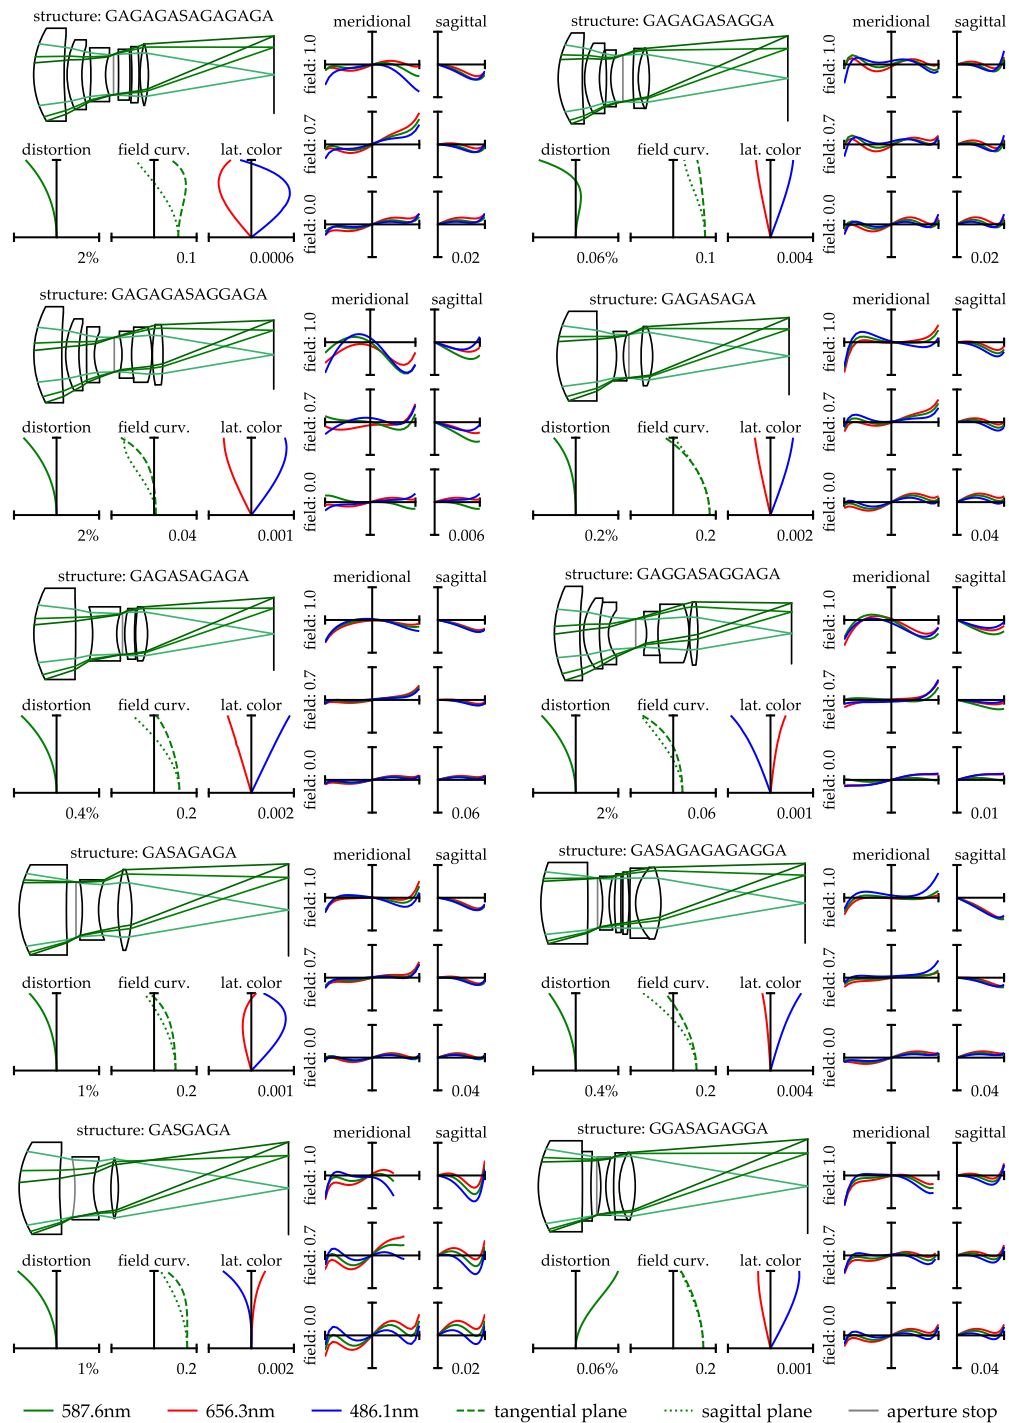 structure: GAGAGASAGAGAGA
meridional
sagittal
field: 1.0
field: 0.7
field: 0.0
distortion
field curv.
lat. color
2%
0.1
0.0006
0.02
structure: GAGAGASAGGA
meridional
sagittal
field: 1.0
field: 0.7
field: 0.0
distortion
field curv.
lat. color
0.06%
0.1
0.004
0.02
structure: GAGAGASAGGAGA
meridional
sagittal
field: 1.0
field: 0.7
field: 0.0
distortion
field curv.
lat. color
2%
0.04
0.001
0.006
structure: GAGASAGA
meridional
sagittal
field: 1.0
field: 0.7
field: 0.0
distortion
field curv.
lat. color
0.2%
0.2
0.002
0.04
structure: GAGASAGAGA
meridional
sagittal
field: 1.0
field: 0.7
field: 0.0
distortion
field curv.
lat. color
0.4%
0.2
0.002
0.06
structure: GAGGASAGGAGA
meridional
sagittal
field: 1.0
field: 0.7
field: 0.0
distortion
field curv.
lat. color
2%
0.06
0.001
0.01
structure: GASAGAGA
meridional
sagittal
field: 1.0
field: 0.7
field: 0.0
distortion
field curv.
lat. color
1%
0.2
0.001
0.04
structure: GASAGAGAGAGGA
meridional
sagittal
field: 1.0
field: 0.7
field: 0.0
distortion
field curv.
lat. color
0.4%
0.2
0.004
0.04
structure: GASGAGA
meridional
sagittal
field: 1.0
field: 0.7
field: 0.0
distortion
field curv.
lat. color
1%
0.2
0.002
0.02
structure: GGASAGAGGA
meridional
sagittal
field: 1.0
field: 0.7
field: 0.0
distortion
field curv.
lat. color
0.06%
0.2
0.001
0.04
587.6nm 656.3nm 486.1nm tangential plane sagittal plane aperture stop